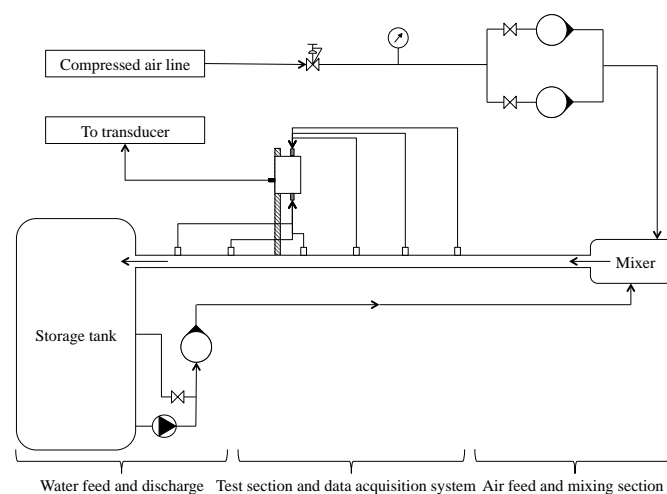 Compressed air line
To transducer
Mixer
Storage tank
Water feed and discharge
Test section and data acquisition system
Air feed and mixing section